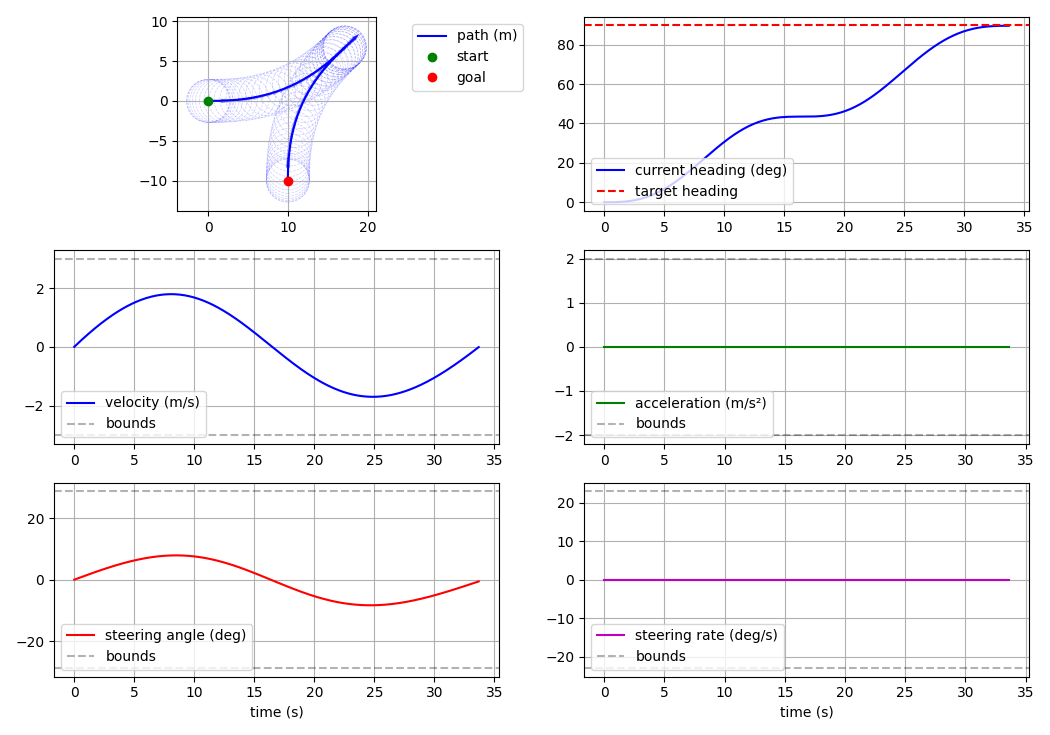 10
5
0
−5
−10
0 10 20
path (m)
start
goal
80
60
40
20
0
0 5 10 15 20 25 30 35
current heading (deg)
target heading
2
0
−2
0 5 10 15 20 25 30 35
velocity (m/s)
bounds
2
1
0
−1
−2
0 5 10 15 20 25 30 35
acceleration (m/s²)
bounds
20
0
−20
0 5 10 15 20 25 30 35
steering angle (deg)
bounds
time (s)
20
10
0
−10
−20
0 5 10 15 20 25 30 35
steering rate (deg/s)
bounds
time (s)